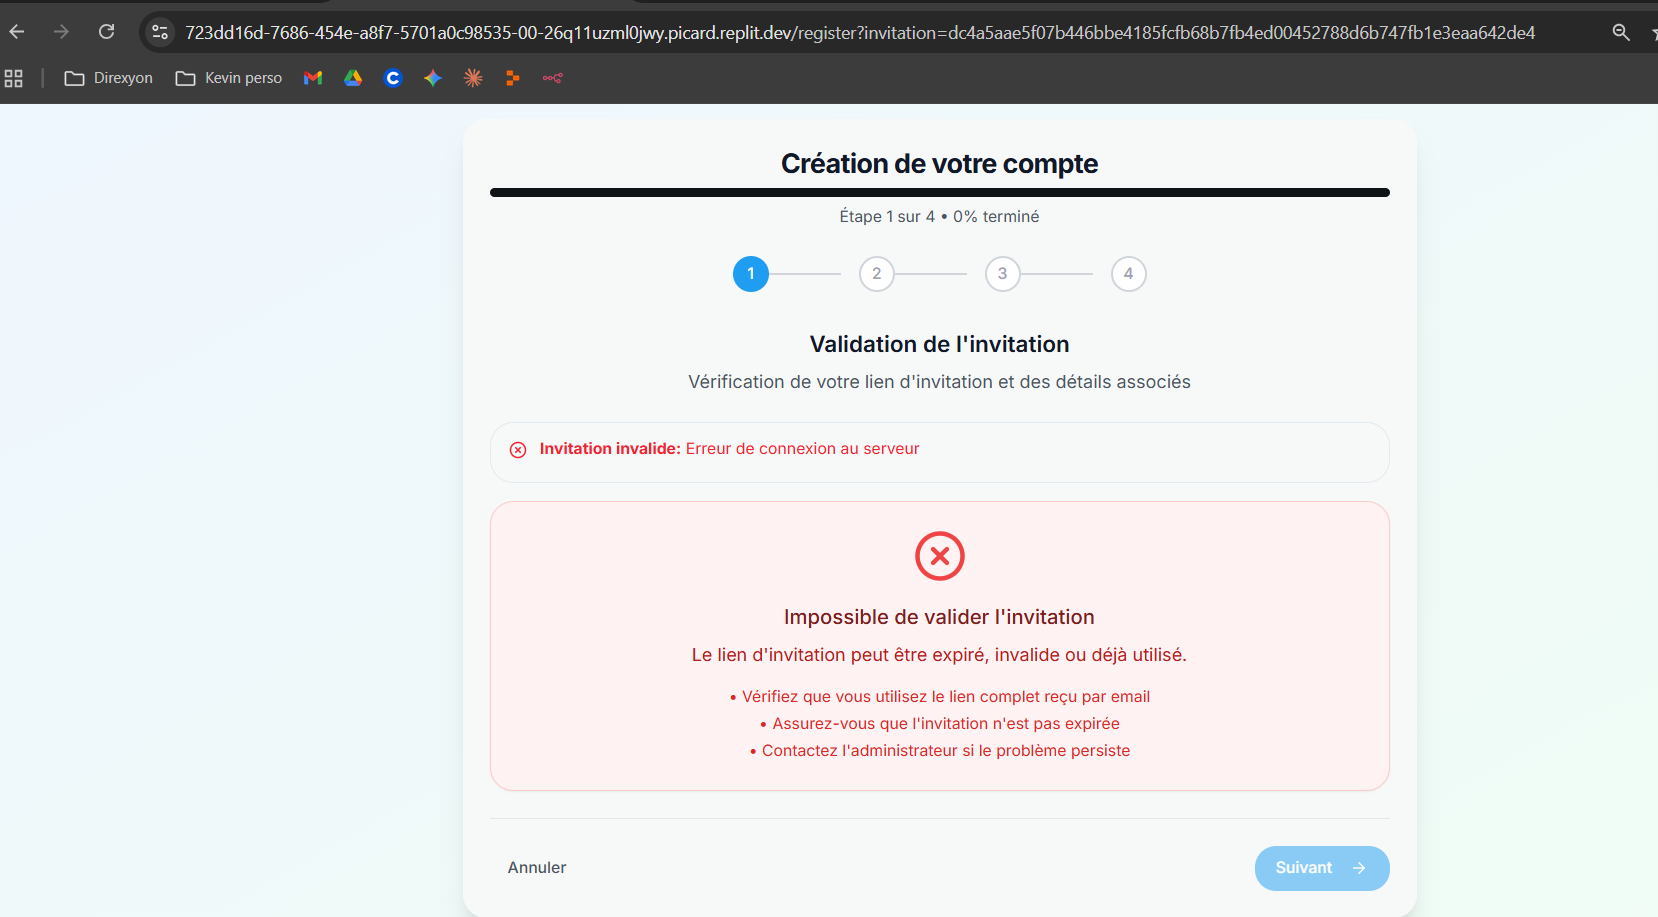 723dd16d-7686-454e-a8f7-5701a0c98535-00-26q11uzml0jwy.picard.replit.dev/register?invitation=dc4a5aae5f07b446bbe4185fcfb68b7fb4ed00452788d6b747fb1e3eaa642de4
Direxyon
Kevin perso
Création de votre compte
Étape 1 sur 4 • 0% terminé
1
2
3
4
Validation de l'invitation
Vérification de votre lien d'invitation et des détails associés
Invitation invalide: Erreur de connexion au serveur
Impossible de valider l'invitation
Le lien d'invitation peut être expiré, invalide ou déjà utilisé.
• Vérifiez que vous utilisez le lien complet reçu par email
• Assurez-vous que l'invitation n'est pas expirée
• Contactez l'administrateur si le problème persiste
Annuler
Suivant